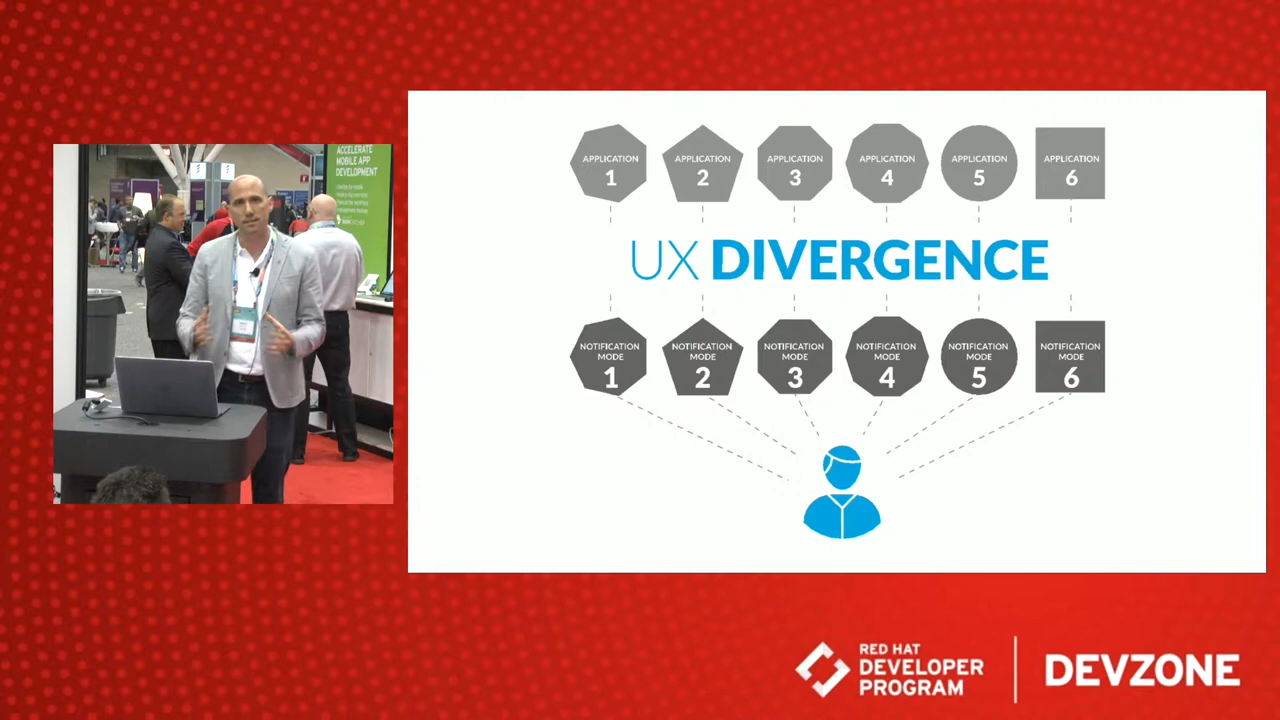 ACCELERATE
MOBILE APP
DEVELOPMENT
APPLICATION
1
APPLICATION
2
APPLICATION
3
APPLICATION
4
APPLICATION
5
APPLICATION
6
UX DIVERGENCE
NOTIFICATION
MODE
1
NOTIFICATION
MODE
2
NOTIFICATION
MODE
3
NOTIFICATION
MODE
4
NOTIFICATION
MODE
5
NOTIFICATION
MODE
6
RED HAT
DEVELOPER
PROGRAM
DEVZONE